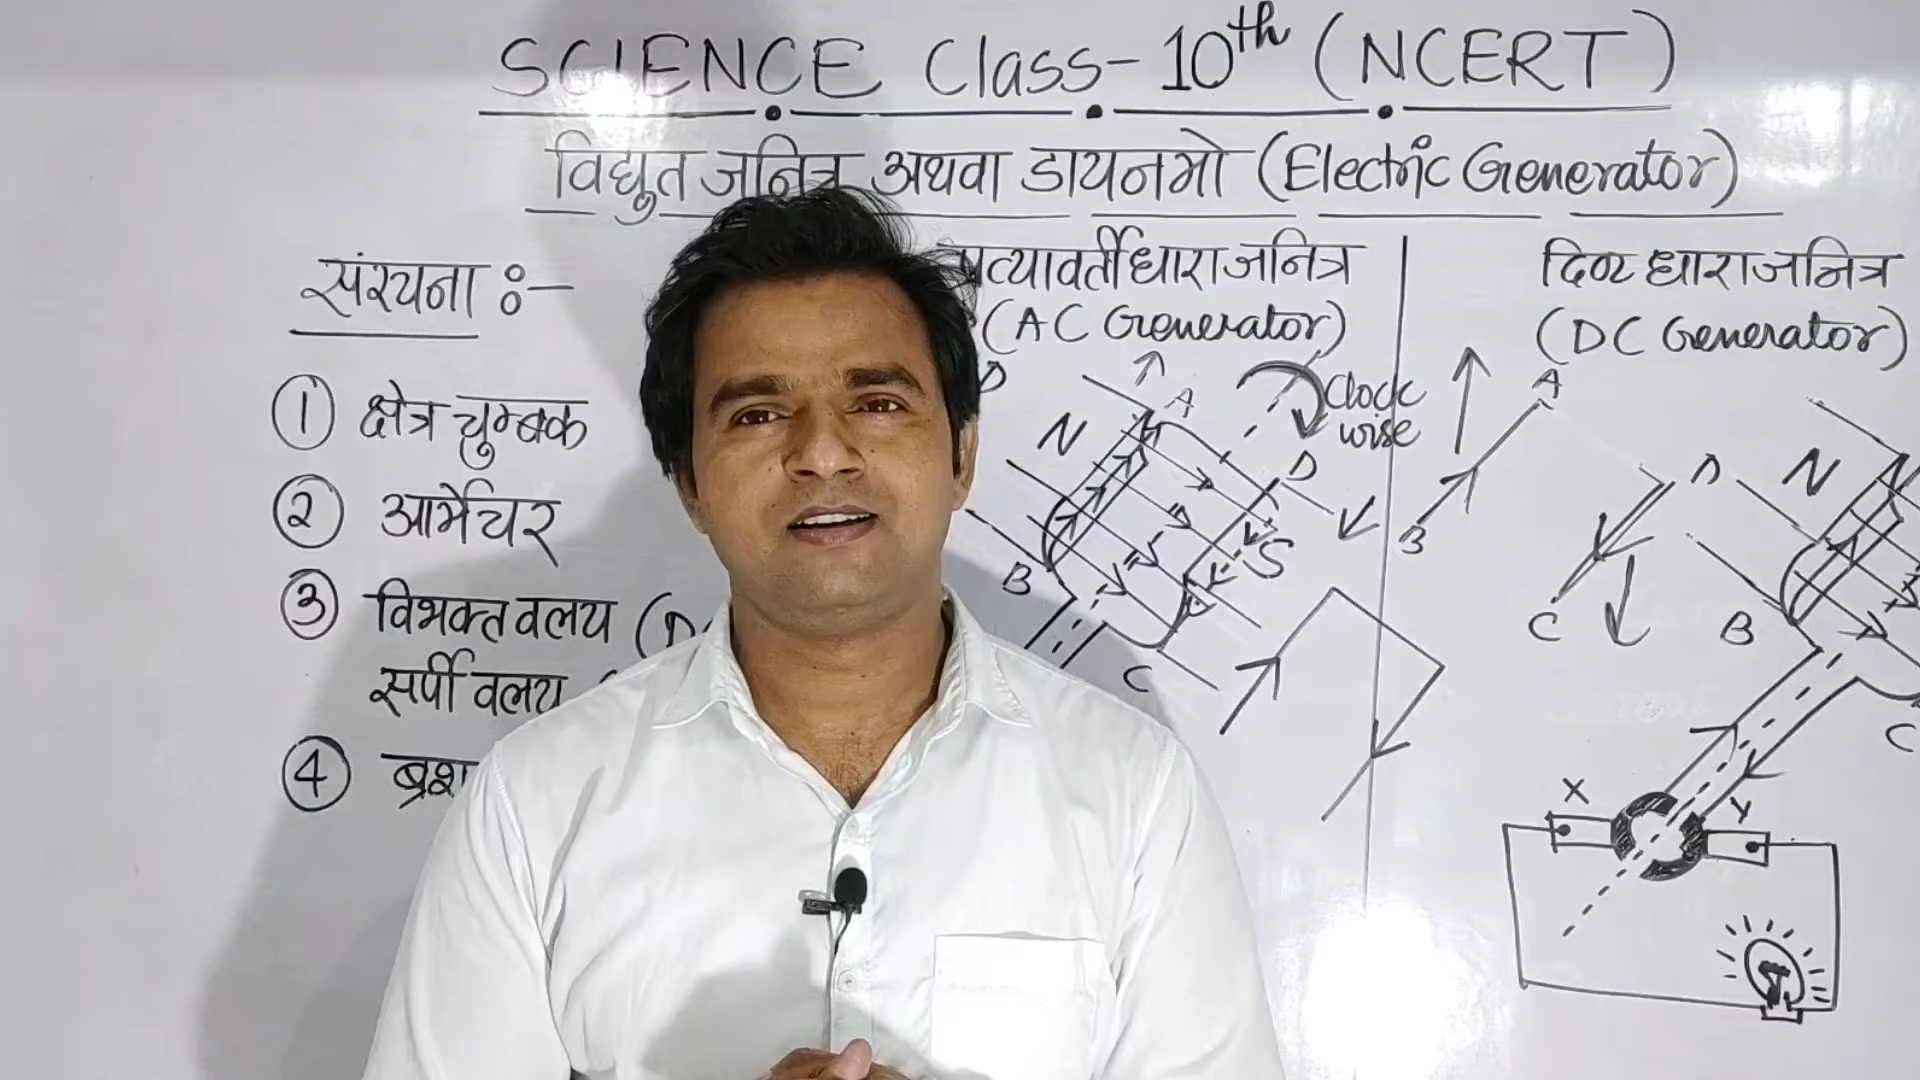 SCIENCE Class-10th (NCERT)
विद्युत जनित्र अथवा डायनमो (Electric Generator)
संरचना :-
① क्षेत्र चुम्बक
② आर्मेचर
③ विभक्त वलय
सर्पी वलय
④ ब्रश
प्रत्यावर्ती धारा जनित्र
(AC Generator)
D
A
Clock
wise
N
D
S
B
C
दिष्ट धारा जनित्र
(DC Generator)
A
B
D
C
N
B
C
X
Y